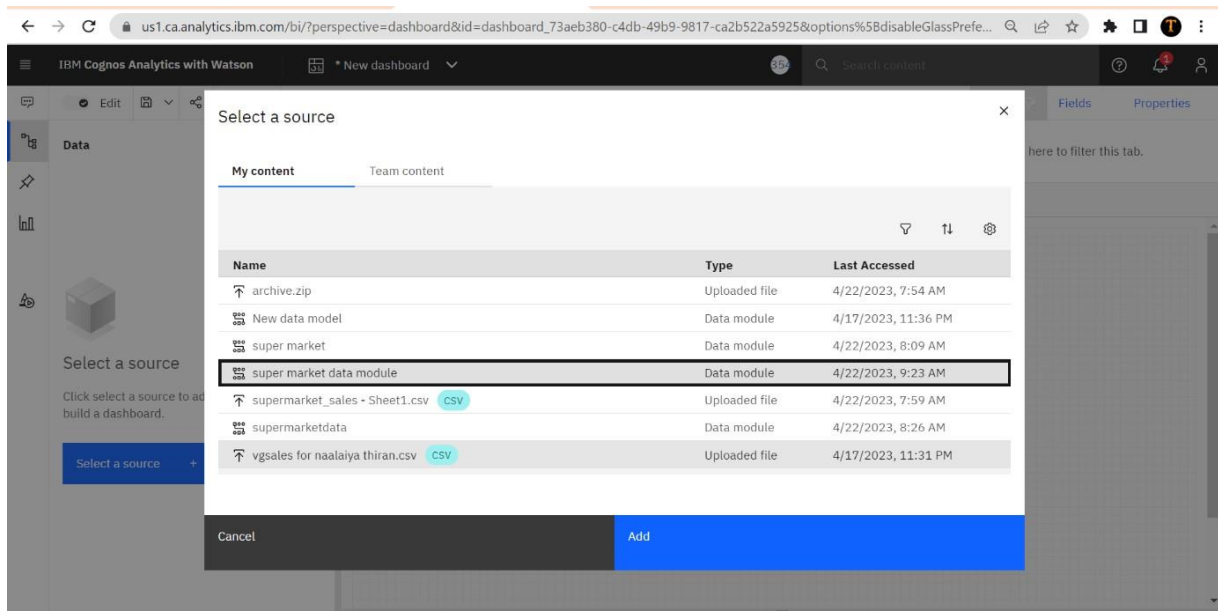 us1.ca.analytics.ibm.com/bi/?perspective=dashboard&id=dashboard_73aeb380-c4db-49b9-9817-ca2b522a5925&options%5BdisableGlassPrefe...
T
IBM Cognos Analytics with Watson
31
* New dashboard
354
Search content
1
Edit
Fields
Properties
Select a source
Data
here to filter this tab.
My content
Team content
Name
Type
Last Accessed
archive.zip
Uploaded file
4/22/2023, 7:54 AM
New data model
Data module
4/17/2023, 11:36 PM
super market
Data module
4/22/2023, 8:09 AM
super market data module
Data module
4/22/2023, 9:23 AM
supermarket_sales - Sheet1.csv CSV
Uploaded file
4/22/2023, 7:59 AM
supermarketdata
Data module
4/22/2023, 8:26 AM
vgsales for naalaiya thiran.csv CSV
Uploaded file
4/17/2023, 11:31 PM
Select a source
Click select a source to ad
build a dashboard.
Select a source +
Cancel
Add